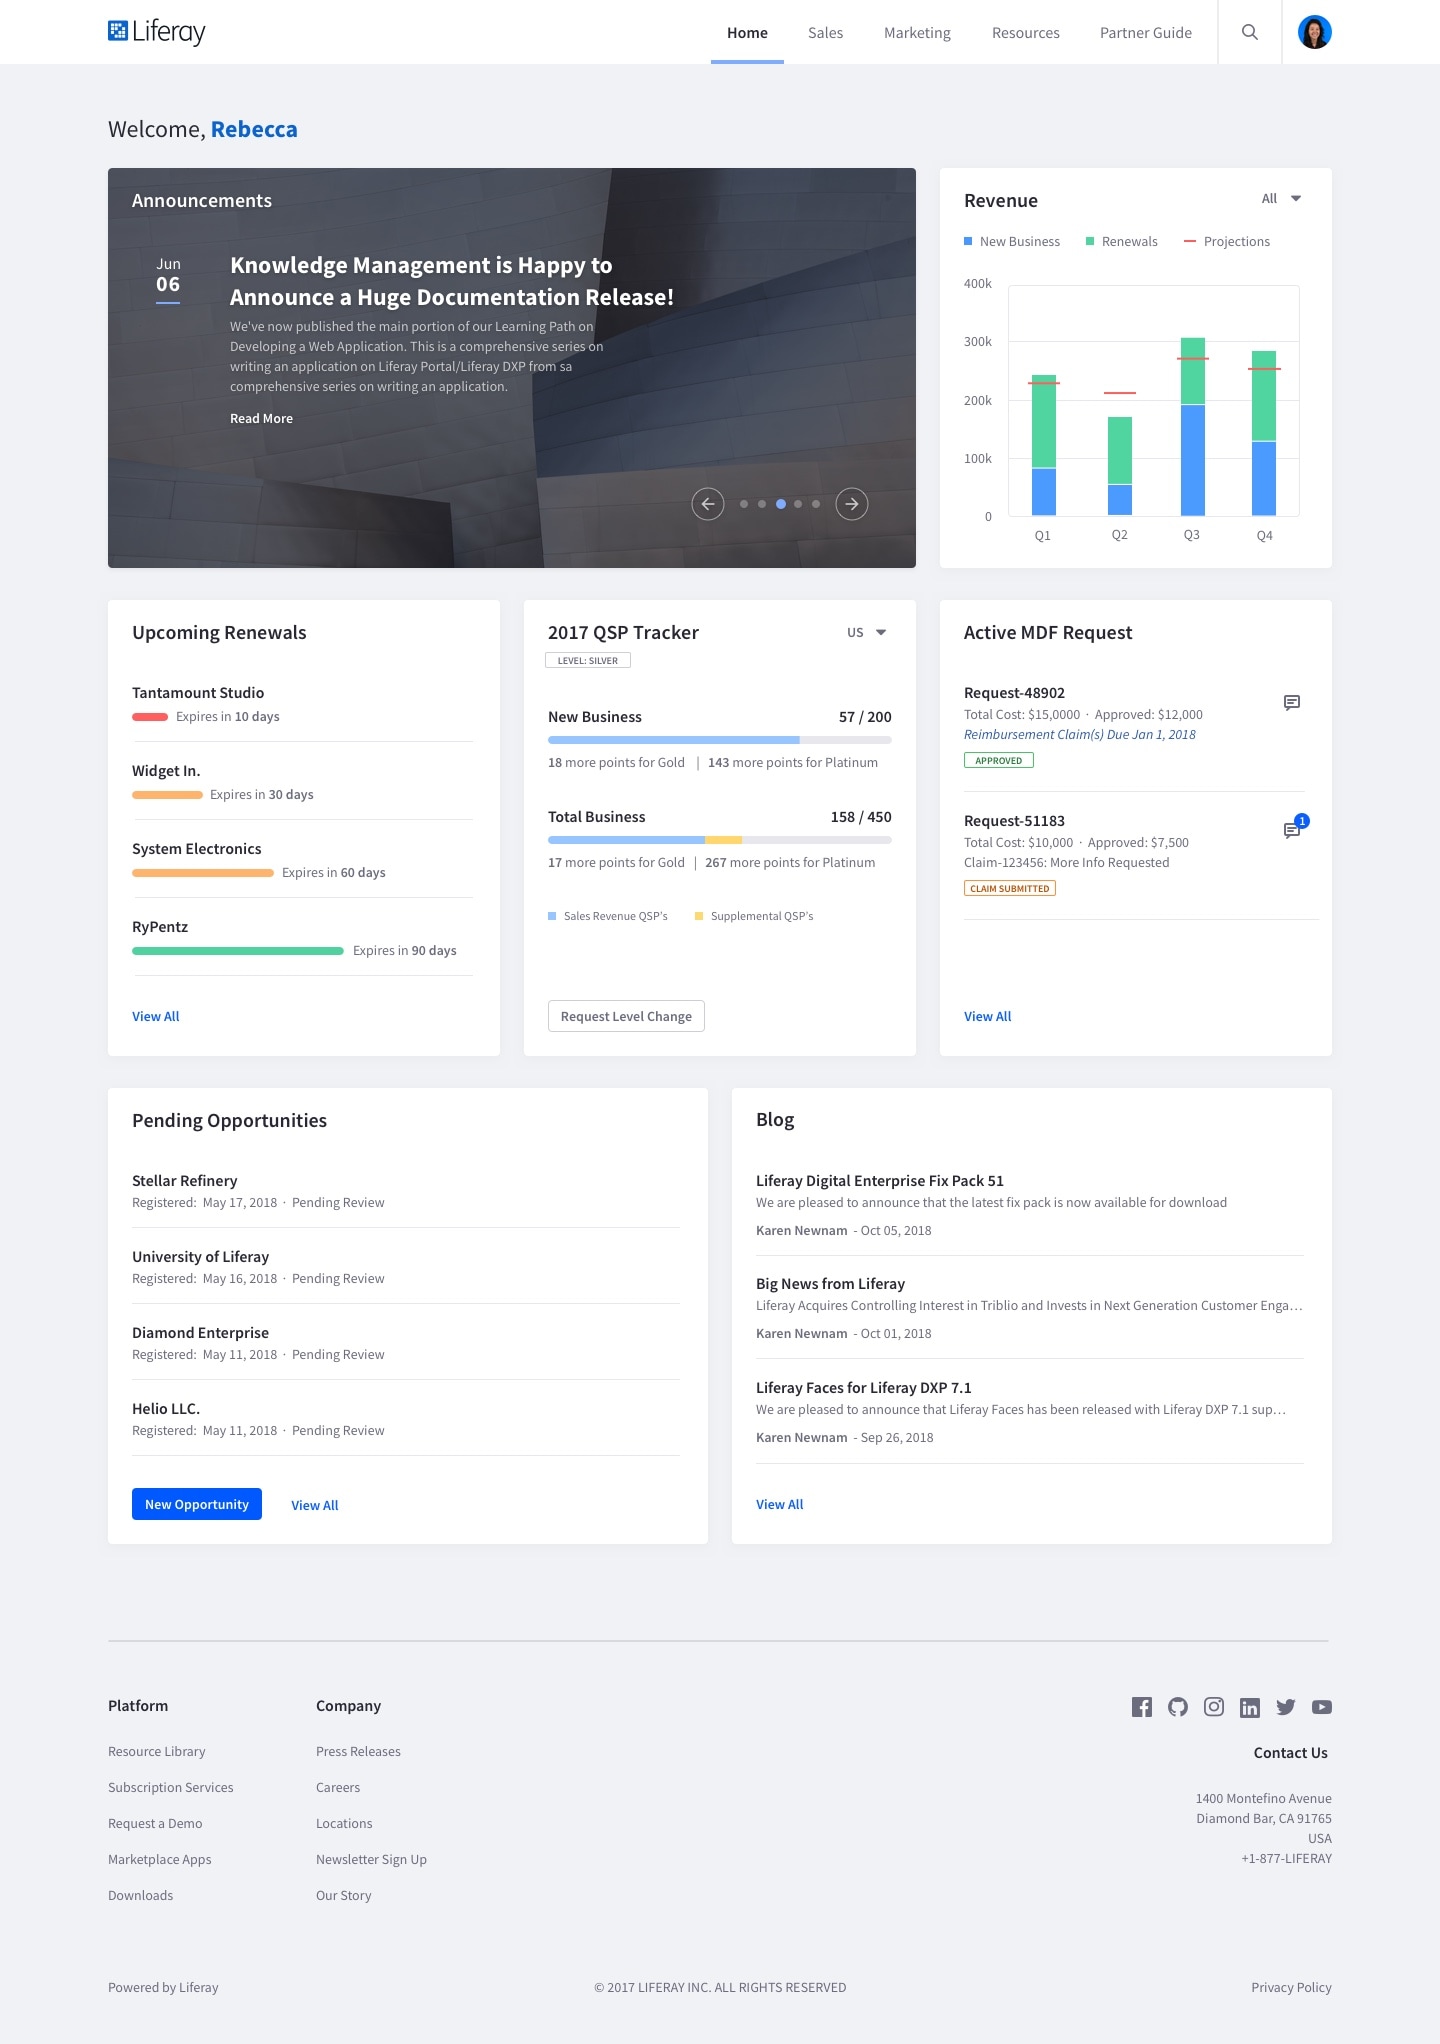 Liferay
Home
Sales
Marketing
Resources
Partner Guide
Welcome, Rebecca
Announcements
Jun
06
Knowledge Management is Happy to
Announce a Huge Documentation Release!
We've now published the main portion of our Learning Path on
Developing a Web Application. This is a comprehensive series on
writing an application on Liferay Portal/Liferay DXP from sa
comprehensive series on writing an application.
Read More
Revenue
All
New Business
Renewals
Projections
400k
300k
200k
100k
0
Q1
Q2
Q3
Q4
Upcoming Renewals
Tantamount Studio
Expires in 10 days
Widget In.
Expires in 30 days
System Electronics
Expires in 60 days
RyPentz
Expires in 90 days
View All
2017 QSP Tracker
US
LEVEL: SILVER
New Business 57 / 200
18 more points for Gold | 143 more points for Platinum
Total Business 158 / 450
17 more points for Gold | 267 more points for Platinum
Sales Revenue QSP's
Supplemental QSP's
Request Level Change
Active MDF Request
Request-48902
Total Cost: $15,0000 · Approved: $12,000
Reimbursement Claim(s) Due Jan 1, 2018
APPROVED
Request-51183
1
Total Cost: $10,000 · Approved: $7,500
Claim-123456: More Info Requested
CLAIM SUBMITTED
View All
Pending Opportunities
Stellar Refinery
Registered: May 17, 2018 · Pending Review
University of Liferay
Registered: May 16, 2018 · Pending Review
Diamond Enterprise
Registered: May 11, 2018 · Pending Review
Helio LLC.
Registered: May 11, 2018 · Pending Review
New Opportunity
View All
Blog
Liferay Digital Enterprise Fix Pack 51
We are pleased to announce that the latest fix pack is now available for download
Karen Newnam - Oct 05, 2018
Big News from Liferay
Liferay Acquires Controlling Interest in Triblio and Invests in Next Generation Customer Enga…
Karen Newnam - Oct 01, 2018
Liferay Faces for Liferay DXP 7.1
We are pleased to announce that Liferay Faces has been released with Liferay DXP 7.1 sup…
Karen Newnam - Sep 26, 2018
View All
Platform
Resource Library
Subscription Services
Request a Demo
Marketplace Apps
Downloads
Company
Press Releases
Careers
Locations
Newsletter Sign Up
Our Story
Contact Us
1400 Montefino Avenue
Diamond Bar, CA 91765
USA
+1-877-LIFERAY
Powered by Liferay
© 2017 LIFERAY INC. ALL RIGHTS RESERVED
Privacy Policy